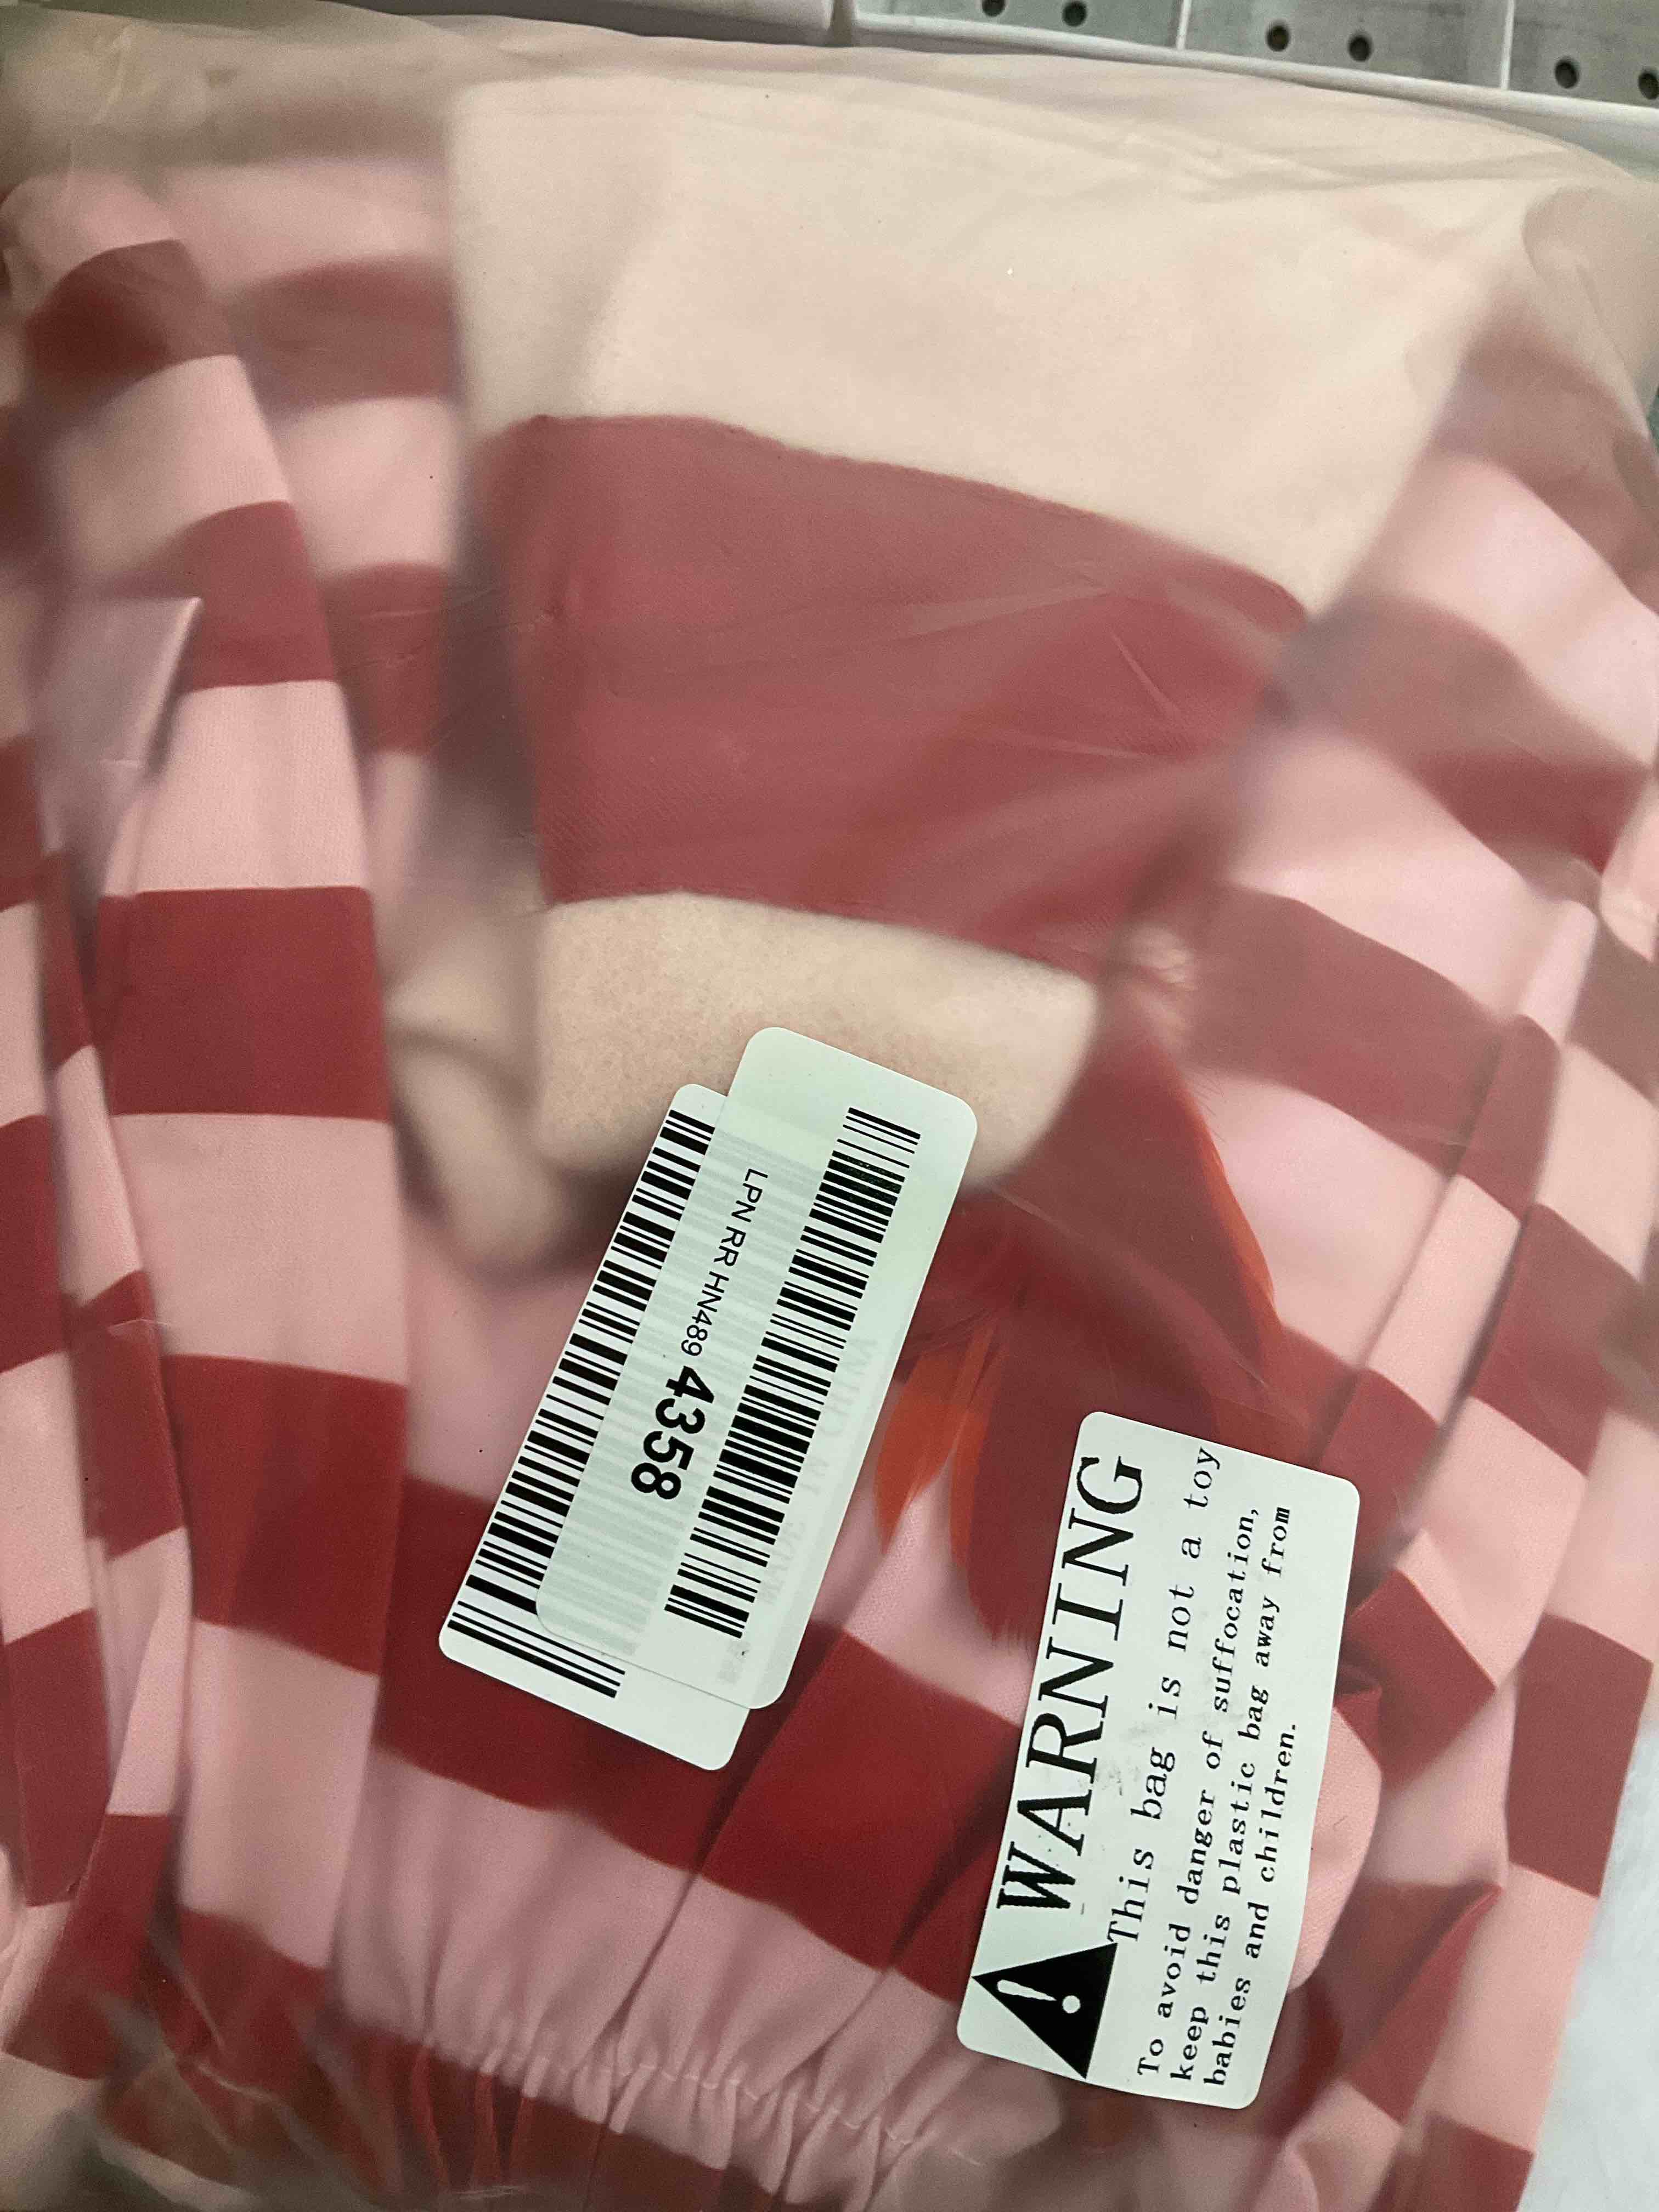 LPN RR HN489 4358
WARNING
This bag is not a toy
To avoid danger of suffocation,
keep this plastic bag away from
babies and children.